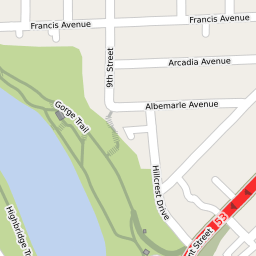 Francis Avenue
Francis Avenue
9th Street
Arcadia Avenue
Albemarle Avenue
Gorge Trail
Hillcrest Drive
Highbridge
Street
53